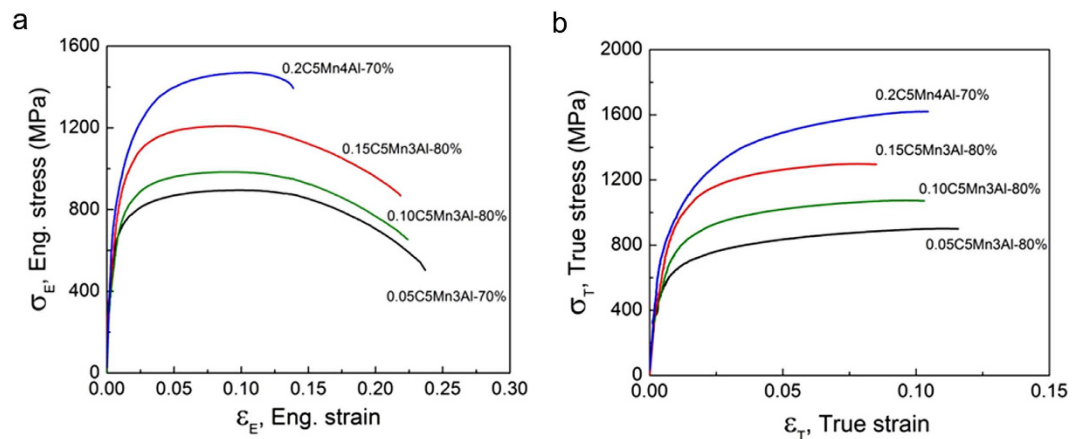 a
1600
1200
800
400
0
0.00 0.05 0.10 0.15 0.20 0.25 0.30
σE, Eng. stress (MPa)
εE, Eng. strain
0.2C5Mn4Al-70%
0.15C5Mn3Al-80%
0.10C5Mn3Al-80%
0.05C5Mn3Al-70%
b
2000
1600
1200
800
400
0
0.00 0.05 0.10 0.15
σT, True stress (MPa)
εT, True strain
0.2C5Mn4Al-70%
0.15C5Mn3Al-80%
0.10C5Mn3Al-80%
0.05C5Mn3Al-80%